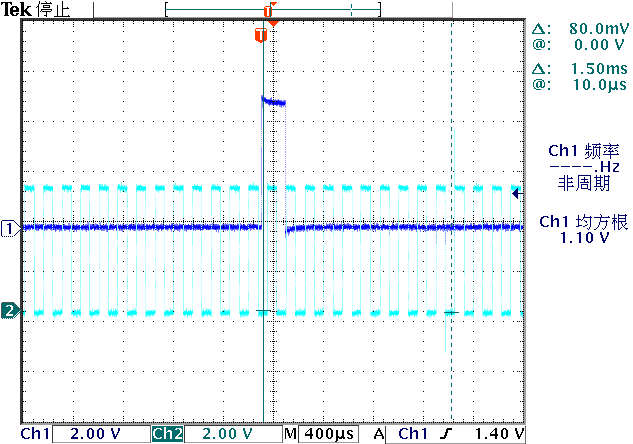 Tek 停止
T
T
Δ: 80.0mV
@: 0.00 V
Δ: 1.50ms
@: 10.0µs
Ch1 频率
----.Hz
非周期
Ch1 均方根
1.10 V
1
2
Ch1 2.00 V Ch2 2.00 V M 400µs A Ch1 1.40 V